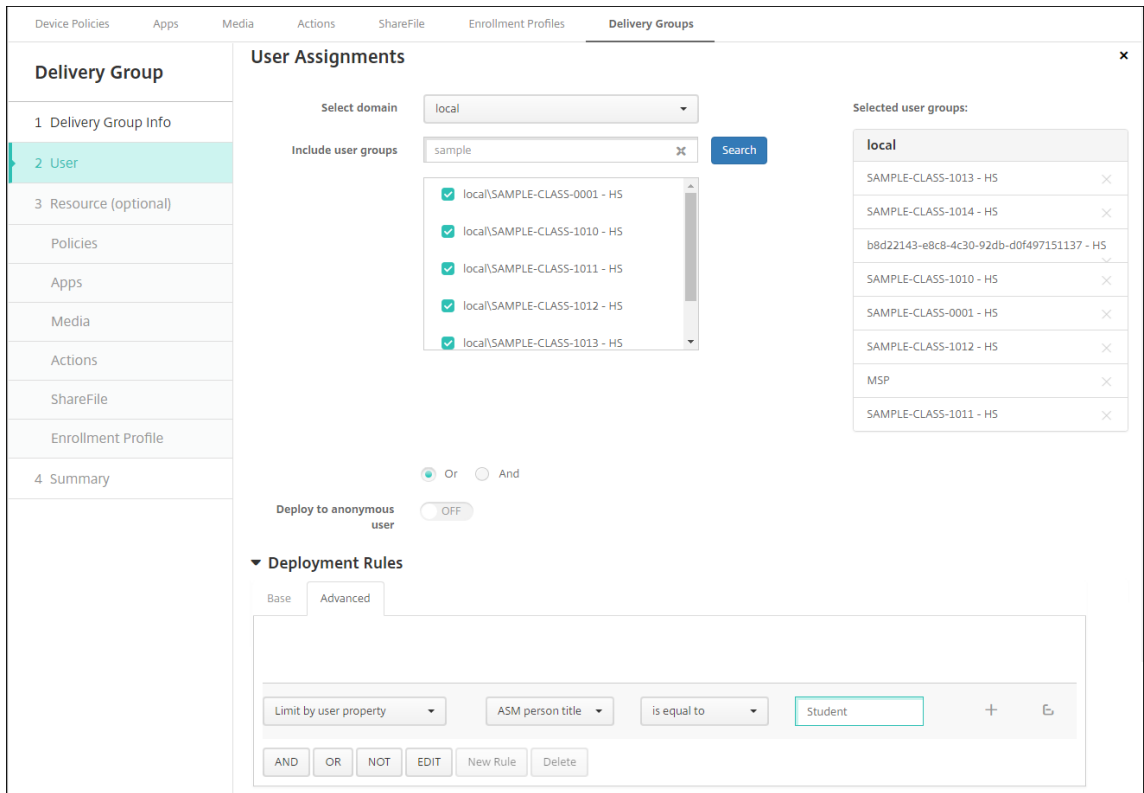 Device Policies Apps Media Actions ShareFile Enrollment Profiles Delivery Groups
Delivery Group
1 Delivery Group Info
2 User
3 Resource (optional)
Policies
Apps
Media
Actions
ShareFile
Enrollment Profile
4 Summary
User Assignments
Select domain local
Include user groups sample Search
local\SAMPLE-CLASS-0001 - HS
local\SAMPLE-CLASS-1010 - HS
local\SAMPLE-CLASS-1011 - HS
local\SAMPLE-CLASS-1012 - HS
local\SAMPLE-CLASS-1013 - HS
Selected user groups:
local
SAMPLE-CLASS-1013 - HS
SAMPLE-CLASS-1014 - HS
b8d22143-e8c8-4c30-92db-d0f497151137 - HS
SAMPLE-CLASS-1010 - HS
SAMPLE-CLASS-0001 - HS
SAMPLE-CLASS-1012 - HS
MSP
SAMPLE-CLASS-1011 - HS
Or And
Deploy to anonymous
user
OFF
Deployment Rules
Base Advanced
Limit by user property ASM person title is equal to Student
AND OR NOT EDIT New Rule Delete